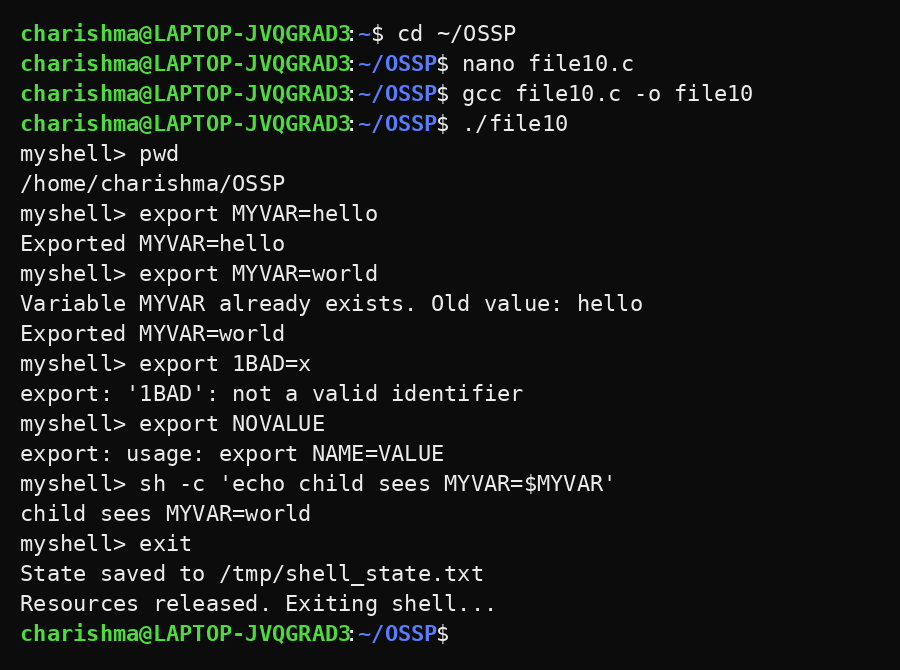 charishma@LAPTOP-JVQGRAD3:~$ cd ~/OSSP
charishma@LAPTOP-JVQGRAD3:~/OSSP$ nano file10.c
charishma@LAPTOP-JVQGRAD3:~/OSSP$ gcc file10.c -o file10
charishma@LAPTOP-JVQGRAD3:~/OSSP$ ./file10
myshell> pwd
/home/charishma/OSSP
myshell> export MYVAR=hello
Exported MYVAR=hello
myshell> export MYVAR=world
Variable MYVAR already exists. Old value: hello
Exported MYVAR=world
myshell> export 1BAD=x
export: '1BAD': not a valid identifier
myshell> export NOVALUE
export: usage: export NAME=VALUE
myshell> sh -c 'echo child sees MYVAR=$MYVAR'
child sees MYVAR=world
myshell> exit
State saved to /tmp/shell_state.txt
Resources released. Exiting shell...
charishma@LAPTOP-JVQGRAD3:~/OSSP$